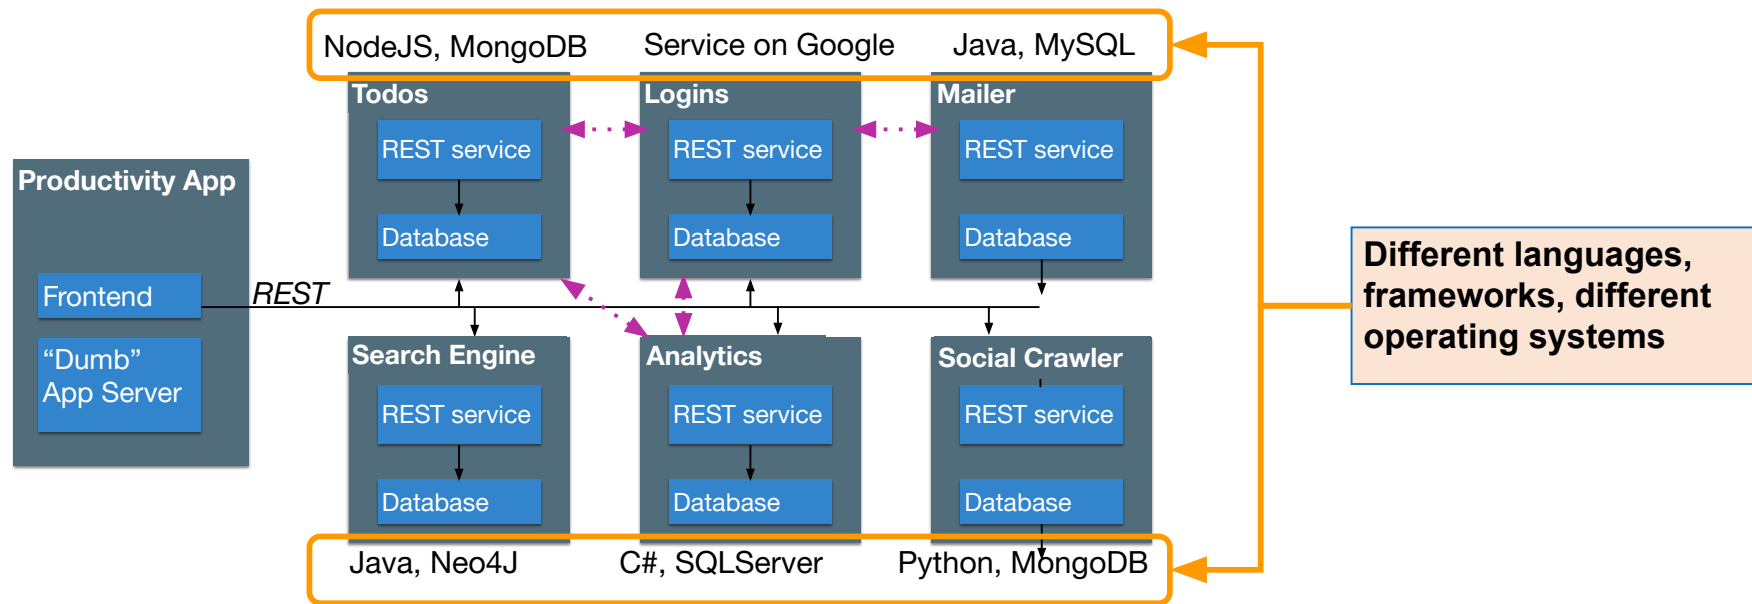 NodeJS, MongoDB
Service on Google
Java, MySQL
Todos
REST service
Database
Logins
REST service
Database
Mailer
REST service
Database
Productivity App
Frontend
“Dumb”
App Server
REST
Search Engine
REST service
Database
Analytics
REST service
Database
Social Crawler
REST service
Database
Java, Neo4J
C#, SQLServer
Python, MongoDB
Different languages,
frameworks, different
operating systems